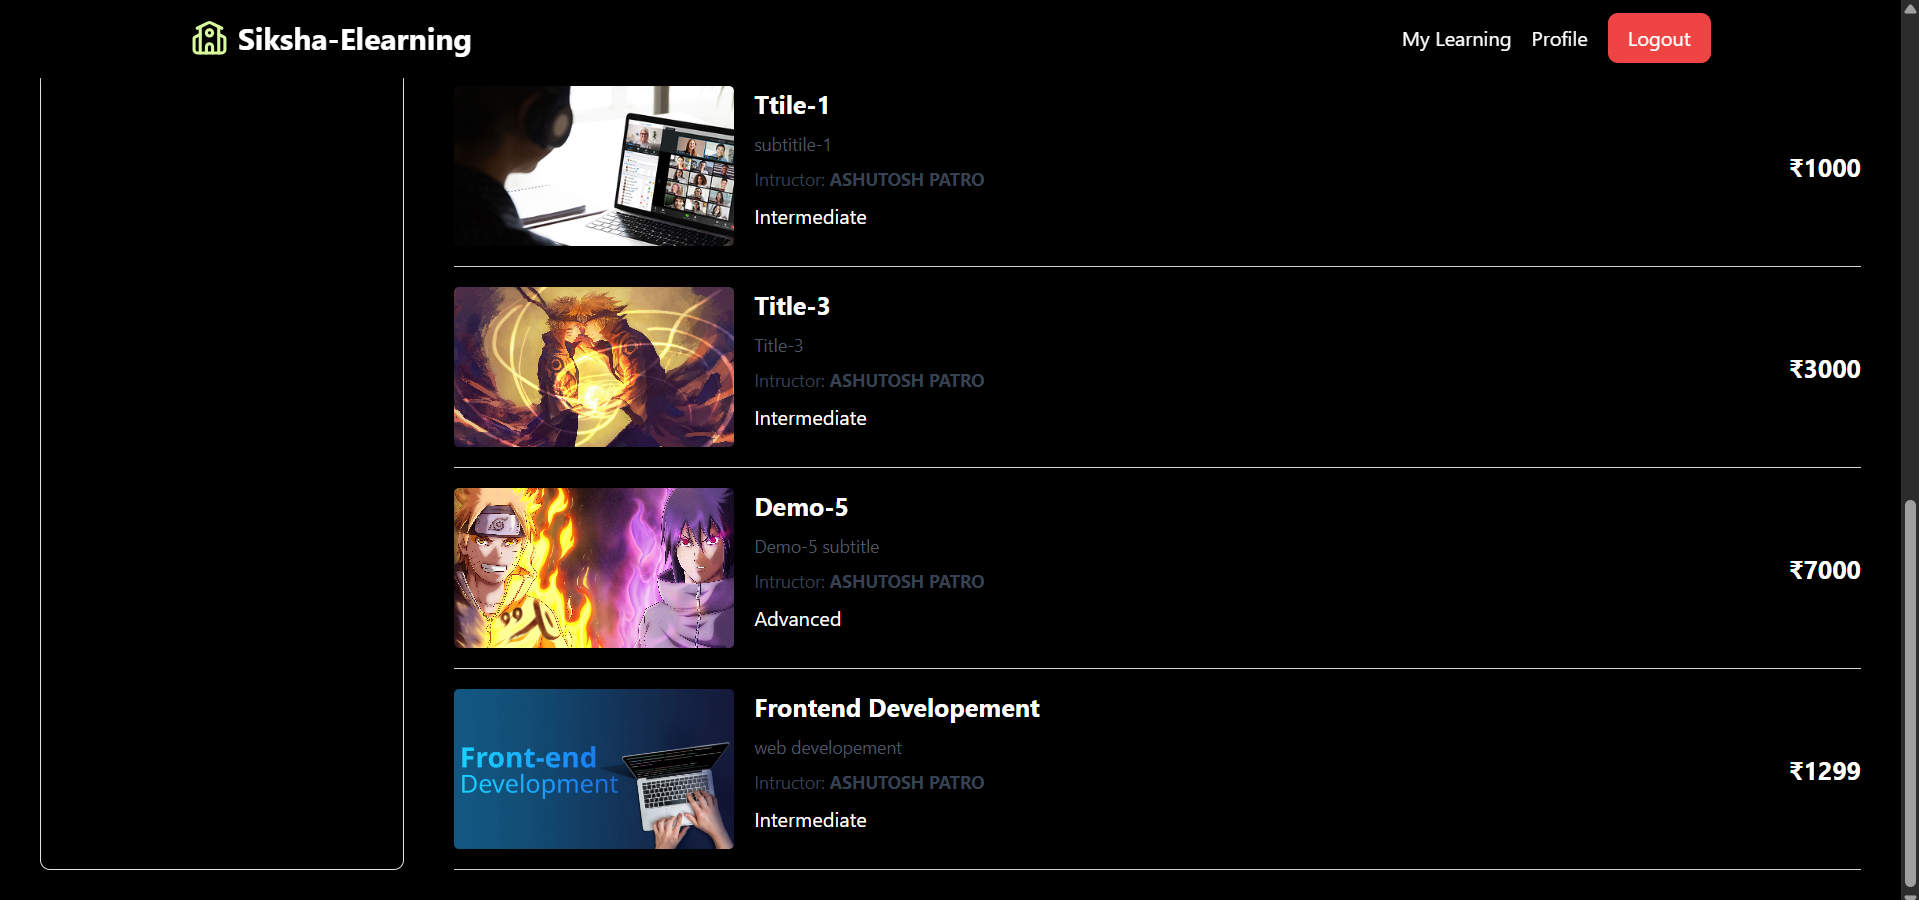 Siksha-Elearning
My Learning
Profile
Logout
Ttile-1
subtitile-1
Intructor: ASHUTOSH PATRO
Intermediate
₹1000
Title-3
Title-3
Intructor: ASHUTOSH PATRO
Intermediate
₹3000
Demo-5
Demo-5 subtitle
Intructor: ASHUTOSH PATRO
Advanced
₹7000
Front-end
Development
Frontend Developement
web developement
Intructor: ASHUTOSH PATRO
Intermediate
₹1299